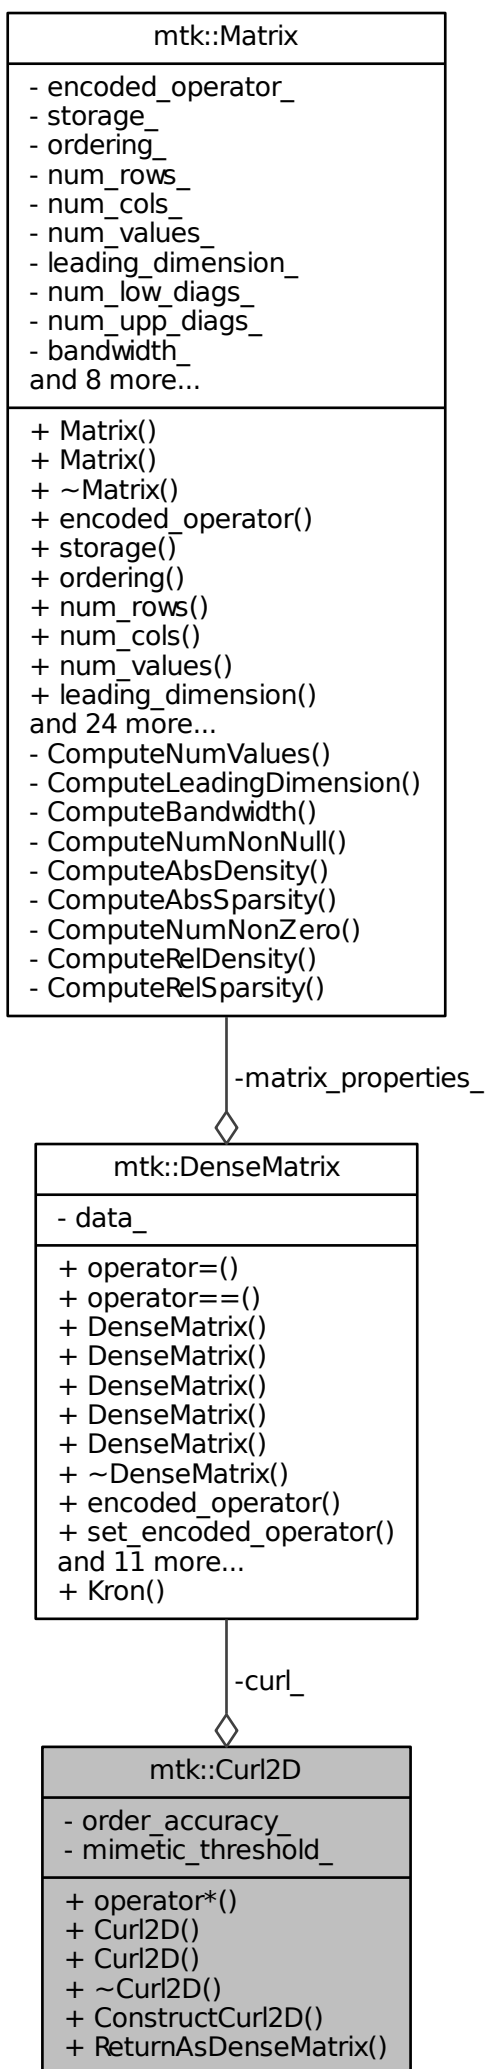 mtk::Matrix
- encoded_operator_
- storage_
- ordering_
- num_rows_
- num_cols_
- num_values_
- leading_dimension_
- num_low_diags_
- num_upp_diags_
- bandwidth_
and 8 more...
+ Matrix()
+ Matrix()
+ ~Matrix()
+ encoded_operator()
+ storage()
+ ordering()
+ num_rows()
+ num_cols()
+ num_values()
+ leading_dimension()
and 24 more...
- ComputeNumValues()
- ComputeLeadingDimension()
- ComputeBandwidth()
- ComputeNumNonNull()
- ComputeAbsDensity()
- ComputeAbsSparsity()
- ComputeNumNonZero()
- ComputeRelDensity()
- ComputeRelSparsity()
-matrix_properties_
mtk::DenseMatrix
- data_
+ operator=()
+ operator==()
+ DenseMatrix()
+ DenseMatrix()
+ DenseMatrix()
+ DenseMatrix()
+ DenseMatrix()
+ ~DenseMatrix()
+ encoded_operator()
+ set_encoded_operator()
and 11 more...
+ Kron()
-curl_
mtk::Curl2D
- order_accuracy_
- mimetic_threshold_
+ operator*()
+ Curl2D()
+ Curl2D()
+ ~Curl2D()
+ ConstructCurl2D()
+ ReturnAsDenseMatrix()